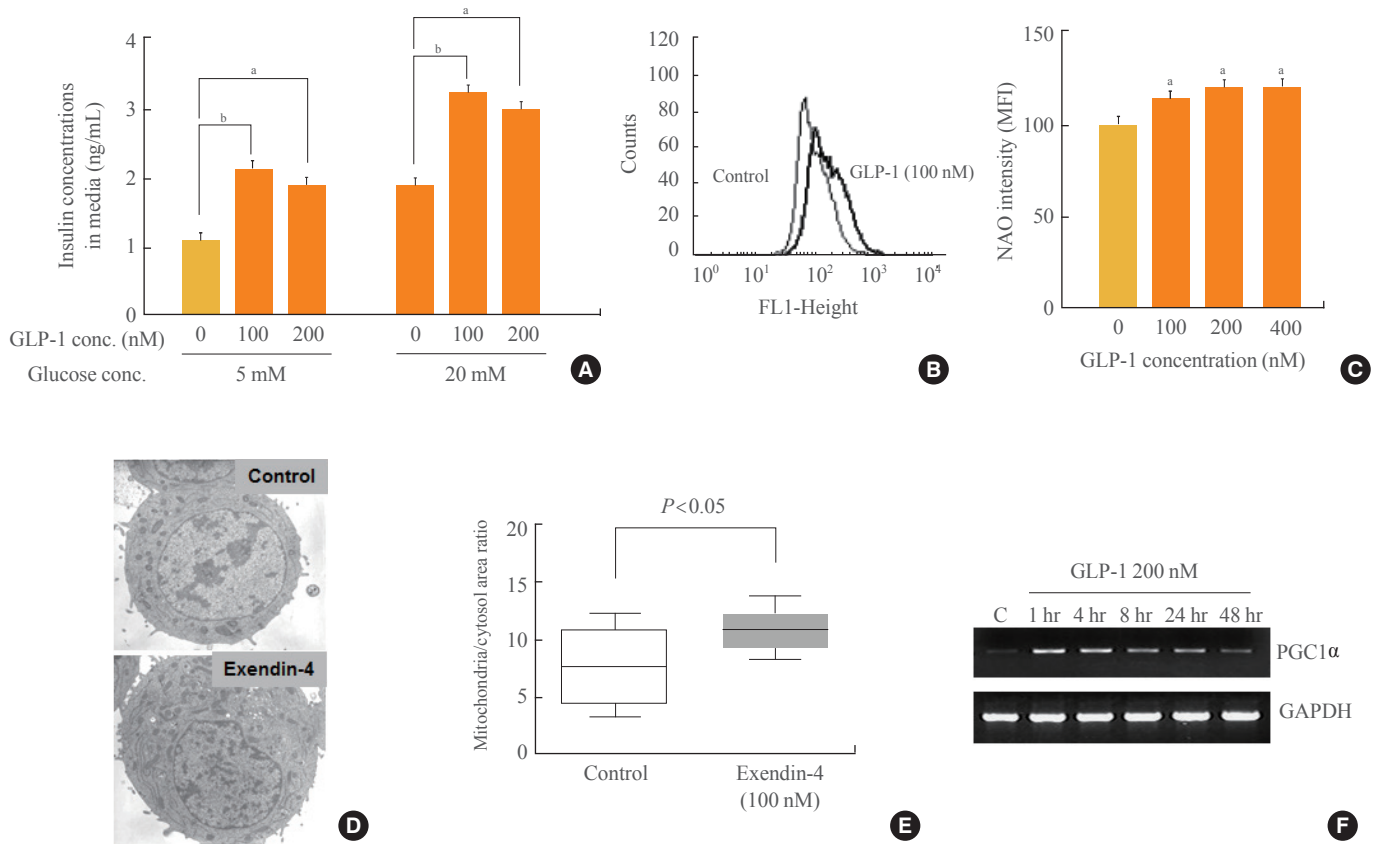 4
3
2
1
0
Insulin concentrations
in media (ng/mL)
a
b
a
b
GLP-1 conc. (nM)
0 100 200 0 100 200
Glucose conc.
5 mM 20 mM
A
120
100
80
60
40
20
0
Counts
Control
GLP-1 (100 nM)
10⁰ 10¹ 10² 10³ 10⁴
FL1-Height
B
150
100
50
0
NAO intensity (MFI)
a a a
0 100 200 400
GLP-1 concentration (nM)
C
Control
Exendin-4
D
P<0.05
20
15
10
5
0
Mitochondria/cytosol area ratio
Control Exendin-4
(100 nM)
E
GLP-1 200 nM
C 1 hr 4 hr 8 hr 24 hr 48 hr
PGC1α
GAPDH
F